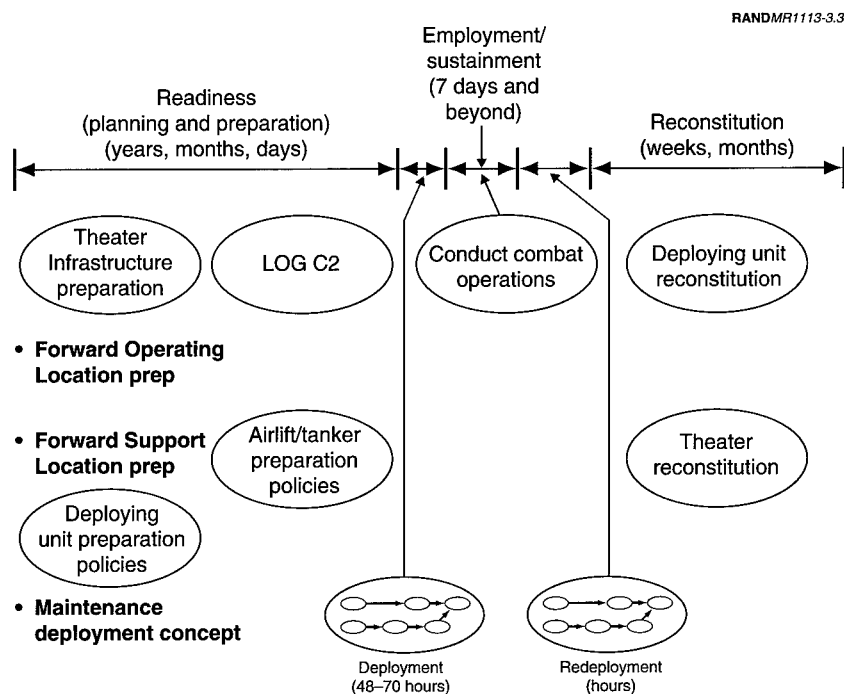 RANDMR1113-3.3
Employment/
sustainment
(7 days and
beyond)
Readiness
(planning and preparation)
(years, months, days)
Reconstitution
(weeks, months)
Theater
Infrastructure
preparation
LOG C2
Conduct combat
operations
Deploying unit
reconstitution
• Forward Operating
Location prep
• Forward Support
Location prep
Airlift/tanker
preparation
policies
Theater
reconstitution
Deploying
unit preparation
policies
• Maintenance
deployment concept
Deployment
(48–70 hours)
Redeployment
(hours)